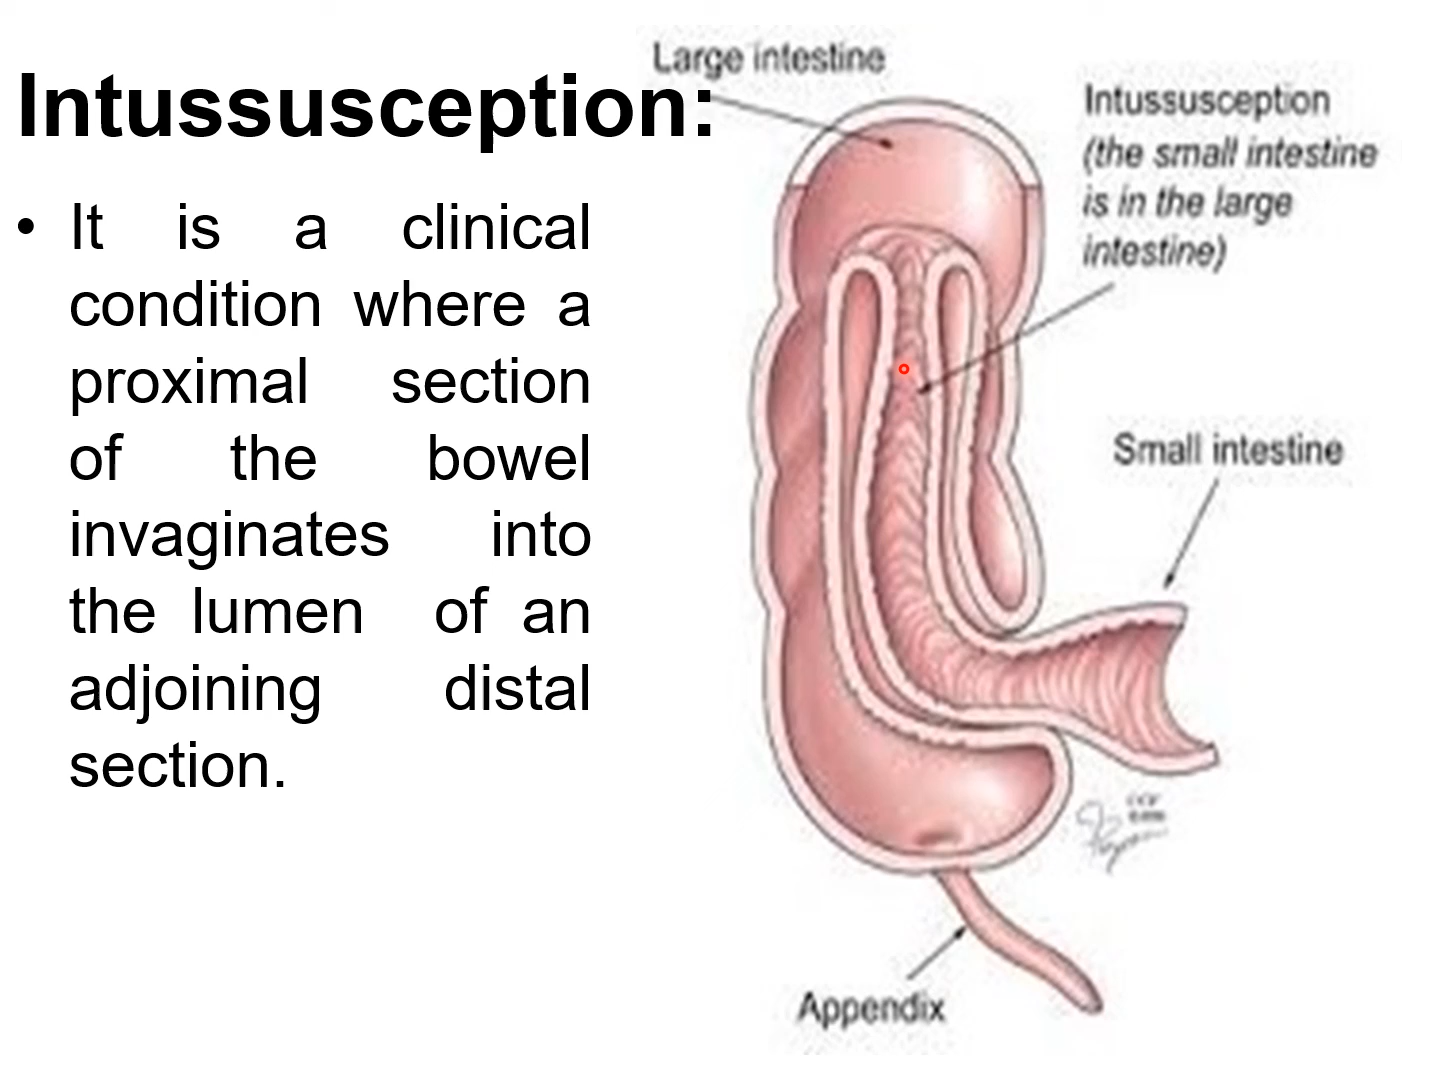 Intussusception:
• It is a clinical
condition where a
proximal section
of the bowel
invaginates into
the lumen of an
adjoining distal
section.
Large intestine
Intussusception
(the small intestine
is in the large
intestine)
Small intestine
Appendix